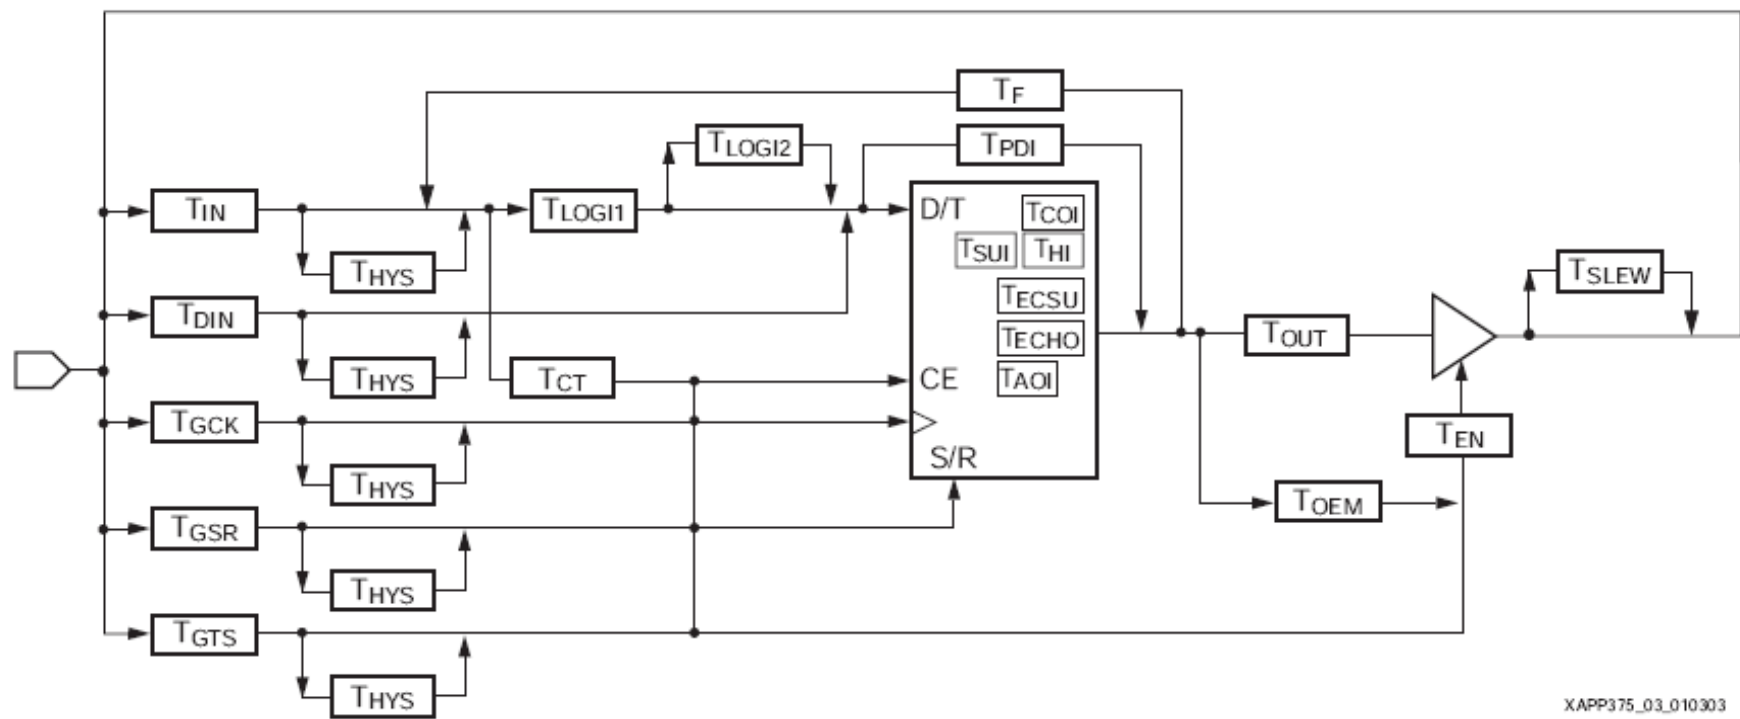 TF
TLOGI2
TPDI
TIN
TLOGI1
D/T
TCOI
THYS
TSUI
THI
TSLEW
TDIN
TECSU
TECHO
TOUT
THYS
TCT
CE
TAOI
TGCK
TEN
S/R
THYS
TOEM
TGSR
THYS
TGTS
THYS
XAPP375_03_010303